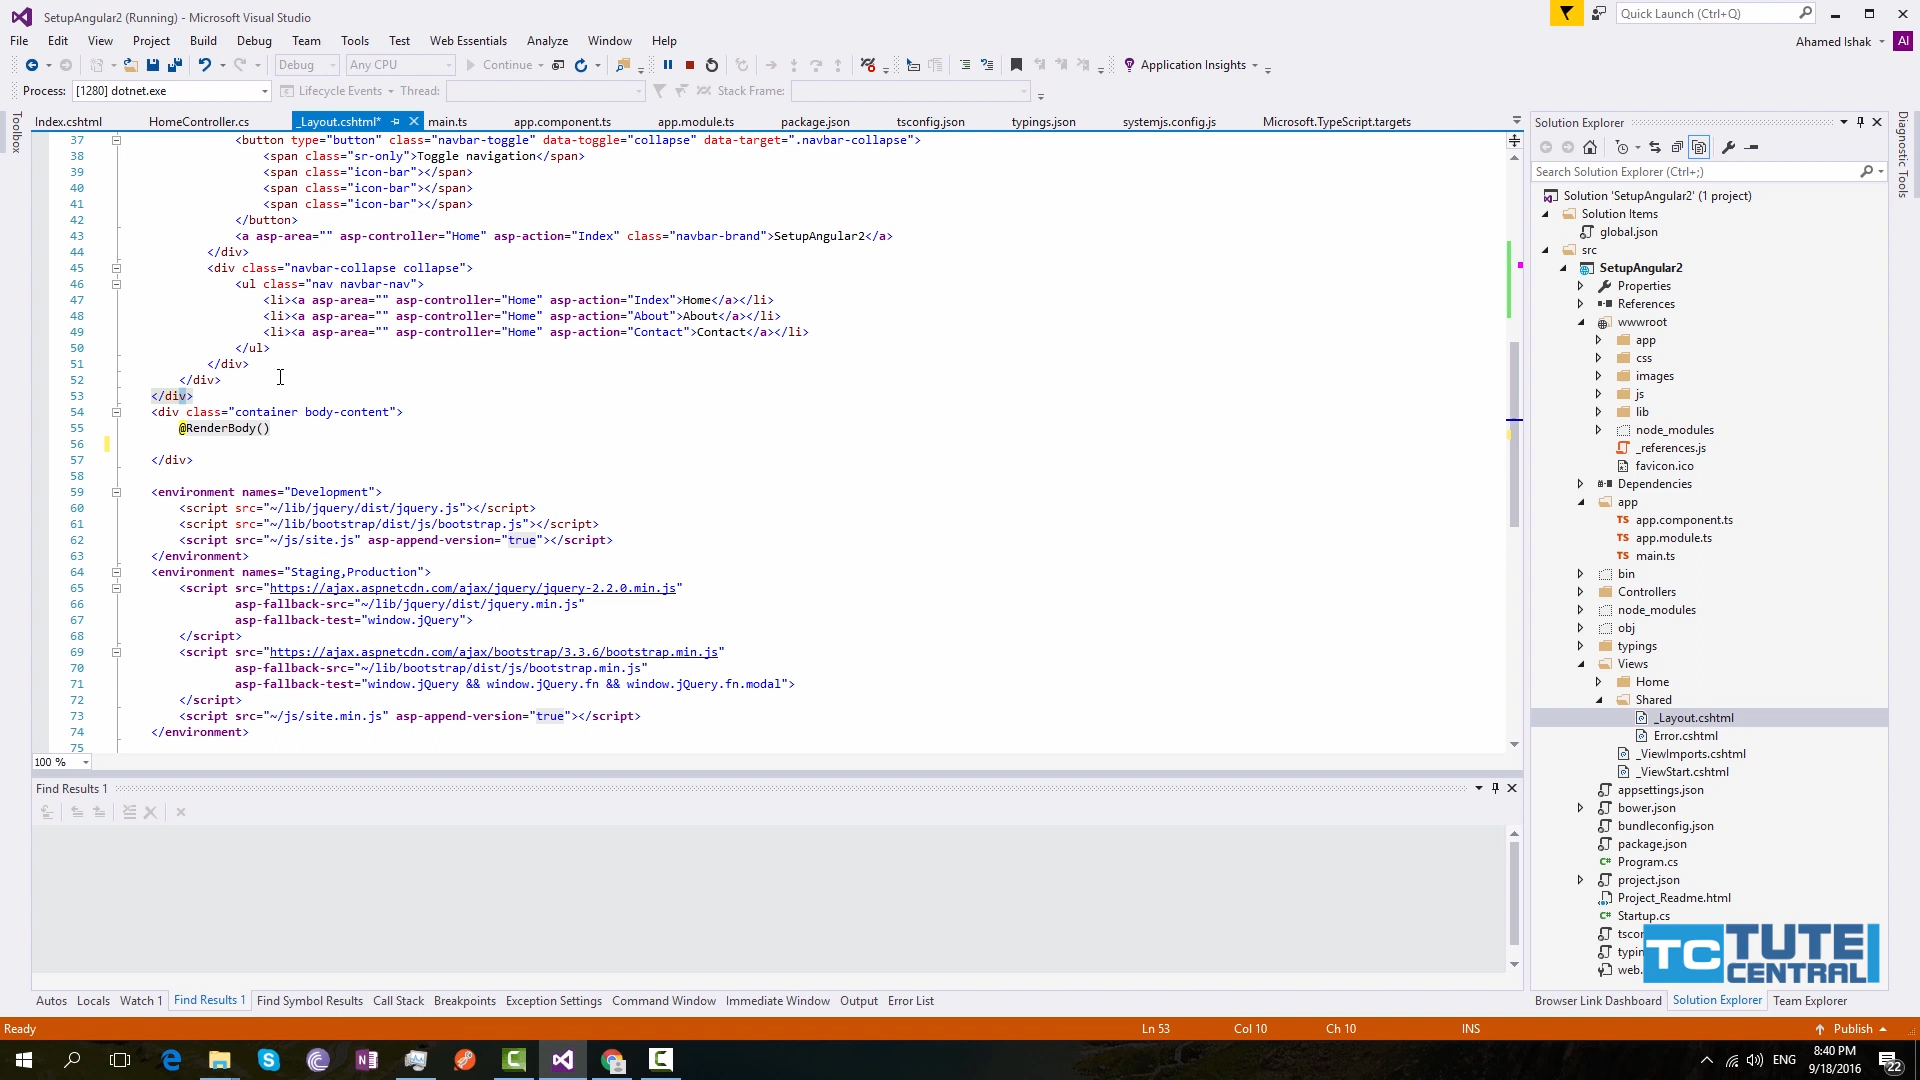 SetupAngular2 (Running) - Microsoft Visual Studio
Quick Launch (Ctrl+Q)
File Edit View Project Build Debug Team Tools Test Web Essentials Analyze Window Help
Ahamed Ishak AI
Debug Any CPU Continue Application Insights
Process: [1280] dotnet.exe Lifecycle Events Thread: Stack Frame:
Toolbox
Index.cshtml HomeController.cs _Layout.cshtml* main.ts app.component.ts app.module.ts package.json tsconfig.json typings.json systemjs.config.js Microsoft.TypeScript.targets
37 <button type="button" class="navbar-toggle" data-toggle="collapse" data-target=".navbar-collapse">
38 <span class="sr-only">Toggle navigation</span>
39 <span class="icon-bar"></span>
40 <span class="icon-bar"></span>
41 <span class="icon-bar"></span>
42 </button>
43 <a asp-area="" asp-controller="Home" asp-action="Index" class="navbar-brand">SetupAngular2</a>
44 </div>
45 <div class="navbar-collapse collapse">
46 <ul class="nav navbar-nav">
47 <li><a asp-area="" asp-controller="Home" asp-action="Index">Home</a></li>
48 <li><a asp-area="" asp-controller="Home" asp-action="About">About</a></li>
49 <li><a asp-area="" asp-controller="Home" asp-action="Contact">Contact</a></li>
50 </ul>
51 </div>
52 </div>
53 </div>
54 <div class="container body-content">
55 @RenderBody()
56
57 </div>
58
59 <environment names="Development">
60 <script src="~/lib/jquery/dist/jquery.js"></script>
61 <script src="~/lib/bootstrap/dist/js/bootstrap.js"></script>
62 <script src="~/js/site.js" asp-append-version="true"></script>
63 </environment>
64 <environment names="Staging,Production">
65 <script src="https://ajax.aspnetcdn.com/ajax/jquery/jquery-2.2.0.min.js"
66 asp-fallback-src="~/lib/jquery/dist/jquery.min.js"
67 asp-fallback-test="window.jQuery">
68 </script>
69 <script src="https://ajax.aspnetcdn.com/ajax/bootstrap/3.3.6/bootstrap.min.js"
70 asp-fallback-src="~/lib/bootstrap/dist/js/bootstrap.min.js"
71 asp-fallback-test="window.jQuery && window.jQuery.fn && window.jQuery.fn.modal">
72 </script>
73 <script src="~/js/site.min.js" asp-append-version="true"></script>
74 </environment>
75
100 %
Find Results 1
Autos Locals Watch 1 Find Results 1 Find Symbol Results Call Stack Breakpoints Exception Settings Command Window Immediate Window Output Error List
Solution Explorer
Search Solution Explorer (Ctrl+;)
Solution 'SetupAngular2' (1 project)
Solution Items
global.json
src
SetupAngular2
Properties
References
wwwroot
app
css
images
js
lib
node_modules
_references.js
favicon.ico
Dependencies
app
TS app.component.ts
TS app.module.ts
TS main.ts
bin
Controllers
node_modules
obj
typings
Views
Home
Shared
_Layout.cshtml
Error.cshtml
_ViewImports.cshtml
_ViewStart.cshtml
appsettings.json
bower.json
bundleconfig.json
package.json
C# Program.cs
project.json
Project_Readme.html
C# Startup.cs
tscor
typin
web.
TC TUTE
CENTRAL
Browser Link Dashboard Solution Explorer Team Explorer
Diagnostic Tools
Ready Ln 53 Col 10 Ch 10 INS Publish
ENG 8:40 PM
9/18/2016
22